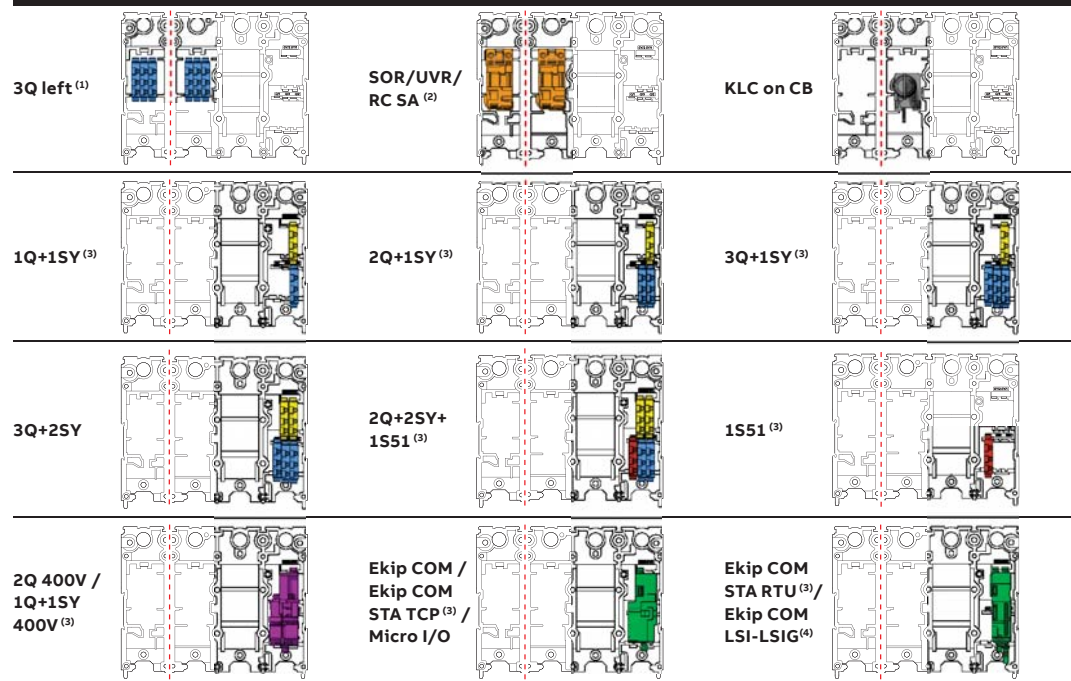 3Q left (1)
SOR/UVR/
RC SA (2)
KLC on CB
1Q+1SY (3)
2Q+1SY (3)
3Q+1SY (3)
3Q+2SY
2Q+2SY+
1S51 (3)
1S51 (3)
2Q 400V /
1Q+1SY
400V (3)
Ekip COM /
Ekip COM
STA TCP (3) /
Micro I/O
Ekip COM
STA RTU (3)/
Ekip COM
LSI-LSIG(4)